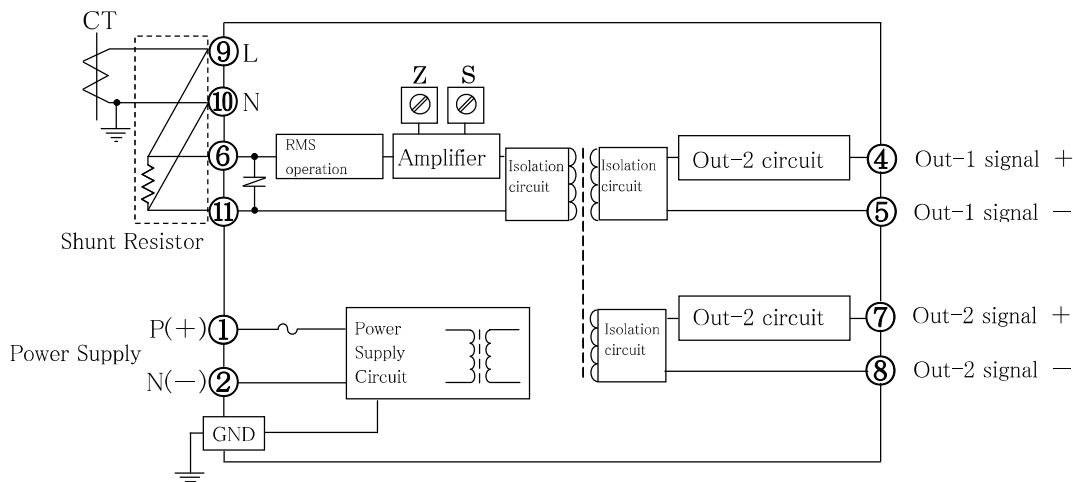 CT
⑨ L
⑩ N
Z S
⑥
RMS
operation
Amplifier
Isolation
circuit
Isolation
circuit
Out-2 circuit
④ Out-1 signal +
⑪
⑤ Out-1 signal −
Shunt Resistor
P(+) ①
Power
Supply
Circuit
Isolation
circuit
Out-2 circuit
⑦ Out-2 signal +
Power Supply
N(−) ②
⑧ Out-2 signal −
GND